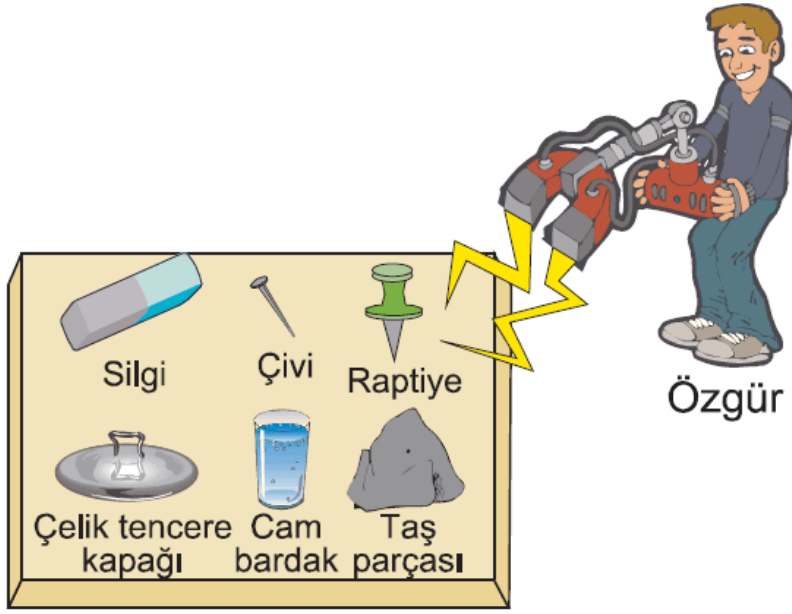 Silgi
Çivi
Raptiye
Özgür
Çelik tencere
kapağı
Cam
bardak
Taş
parçası